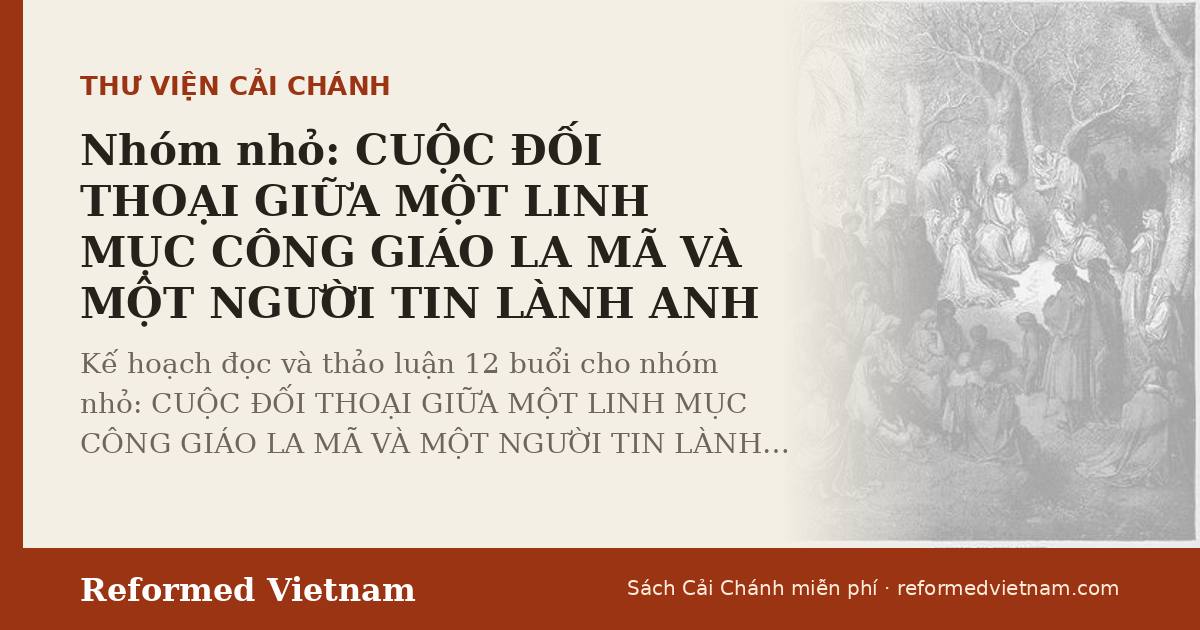 THƯ VIỆN CẢI CHÁNH
Nhóm nhỏ: CUỘC ĐỐI
THOẠI GIỮA MỘT LINH
MỤC CÔNG GIÁO LA MÃ VÀ
MỘT NGƯỜI TIN LÀNH ANH
Kế hoạch đọc và thảo luận 12 buổi cho nhóm
nhỏ: CUỘC ĐỐI THOẠI GIỮA MỘT LINH MỤC
CÔNG GIÁO LA MÃ VÀ MỘT NGƯỜI TIN LÀNH...
Reformed Vietnam
Sách Cải Chánh miễn phí · reformedvietnam.com